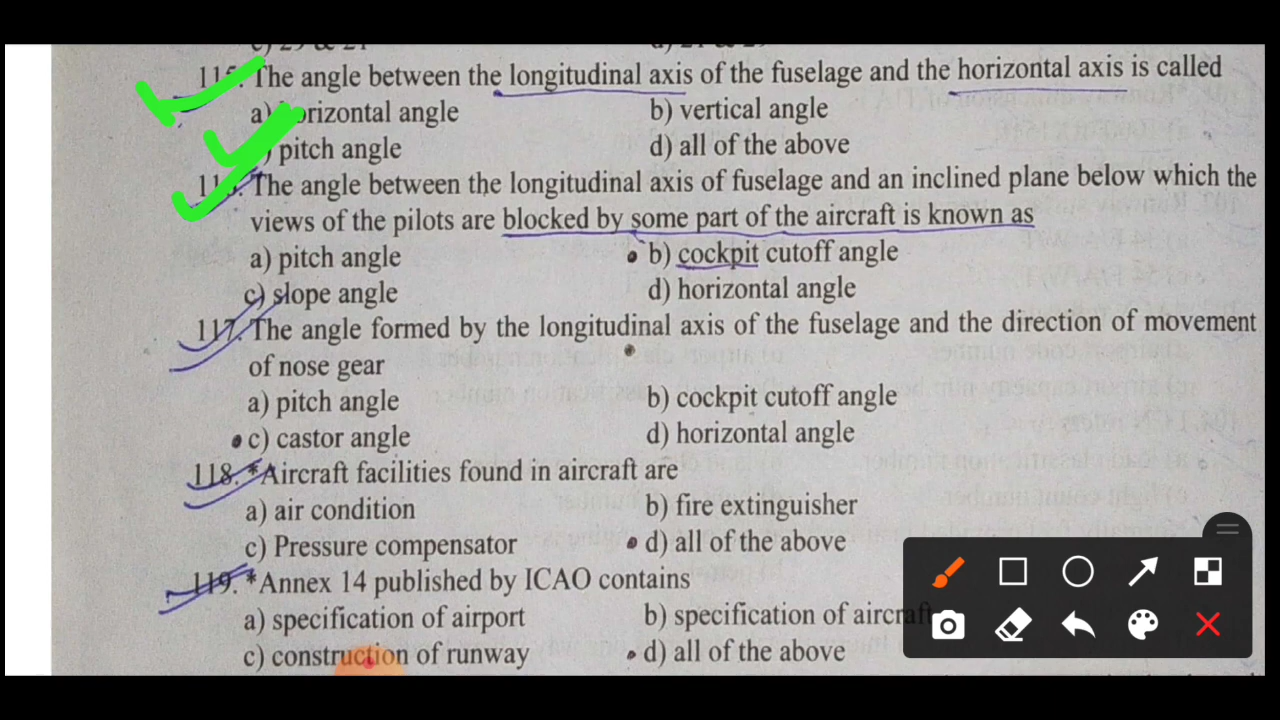 115. The angle between the longitudinal axis of the fuselage and the horizontal axis is called
a) horizontal angle b) vertical angle
c) pitch angle d) all of the above
116. The angle between the longitudinal axis of fuselage and an inclined plane below which the
views of the pilots are blocked by some part of the aircraft is known as
a) pitch angle b) cockpit cutoff angle
c) slope angle d) horizontal angle
117. The angle formed by the longitudinal axis of the fuselage and the direction of movement
of nose gear
a) pitch angle b) cockpit cutoff angle
c) castor angle d) horizontal angle
118. *Aircraft facilities found in aircraft are
a) air condition b) fire extinguisher
c) Pressure compensator d) all of the above
119. *Annex 14 published by ICAO contains
a) specification of airport b) specification of aircraft
c) construction of runway d) all of the above